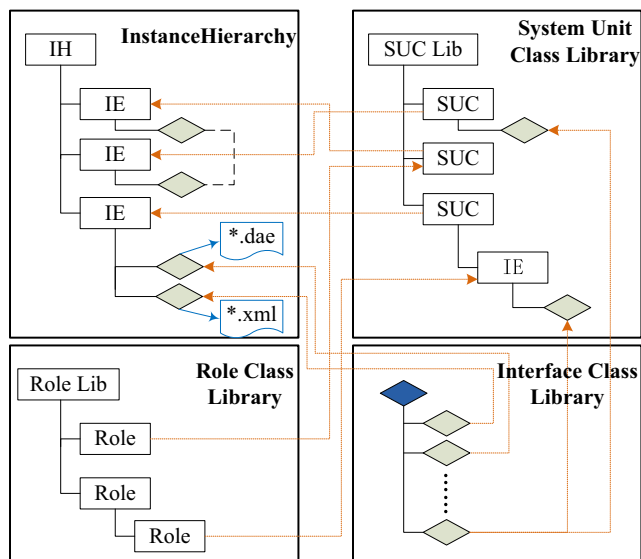 InstanceHierarchy
IH
IE
IE
IE
*.dae
*.xml
System Unit
Class Library
SUC Lib
SUC
SUC
SUC
IE
Role Class
Library
Role Lib
Role
Role
Role
Interface Class
Library